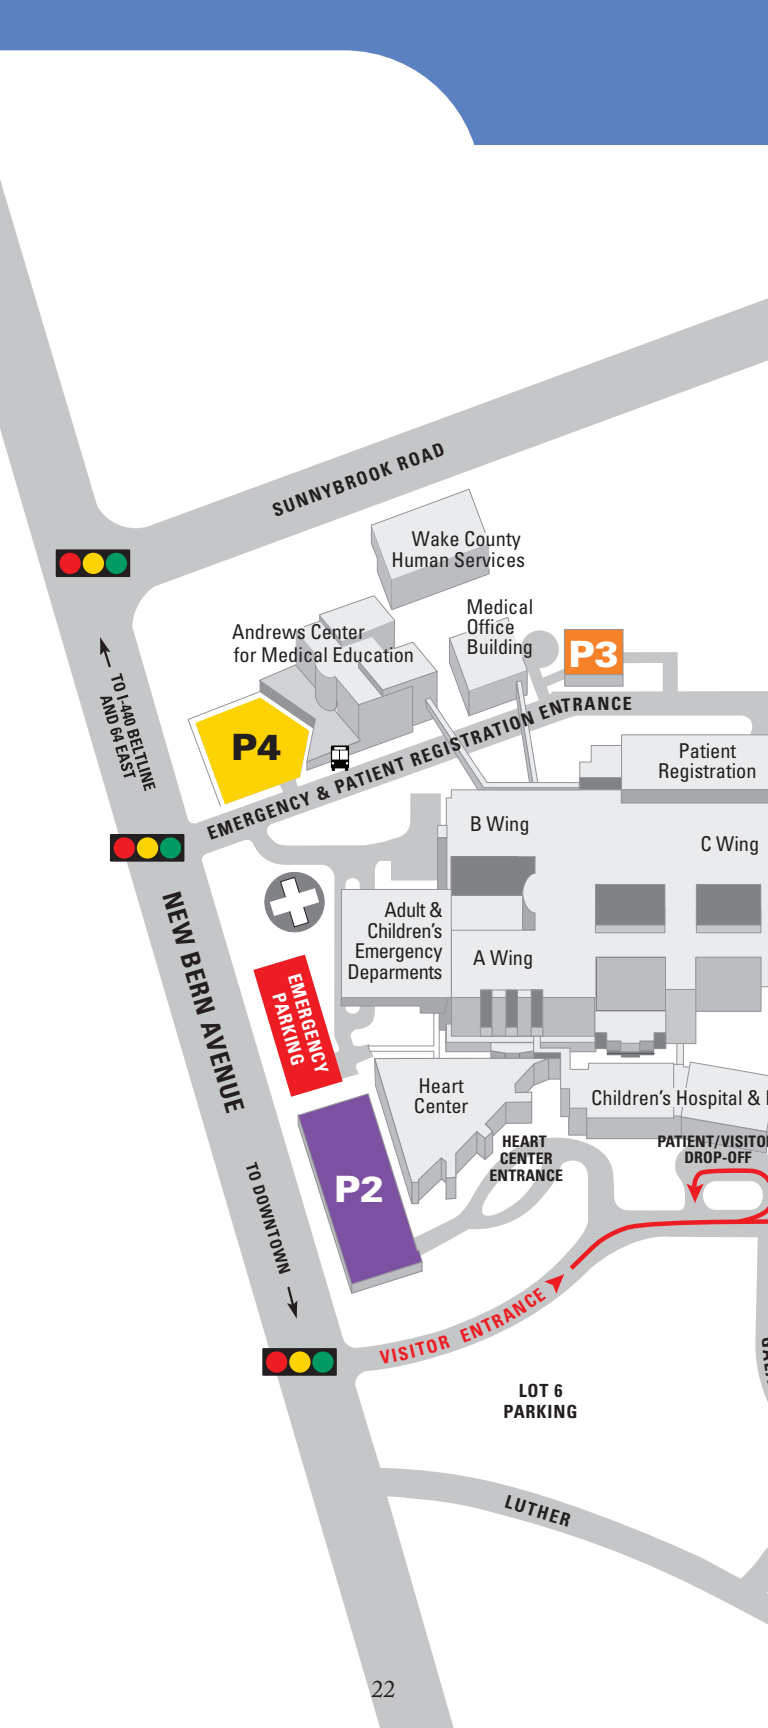 SUNNYBROOK ROAD
Wake County
Human Services
Medical
Office
Building
Andrews Center
for Medical Education
P3
TO I-440 BELTLINE
AND 64 EAST
P4
EMERGENCY & PATIENT REGISTRATION ENTRANCE
Patient
Registration
B Wing
C Wing
NEW BERN AVENUE
Adult &
Children's
Emergency
Deparments
A Wing
EMERGENCY
PARKING
Heart
Center
Children's Hospital &
HEART
CENTER
ENTRANCE
PATIENT/VISITO
DROP-OFF
P2
TO DOWNTOWN
VISITOR ENTRANCE
LOT 6
PARKING
LUTHER
22